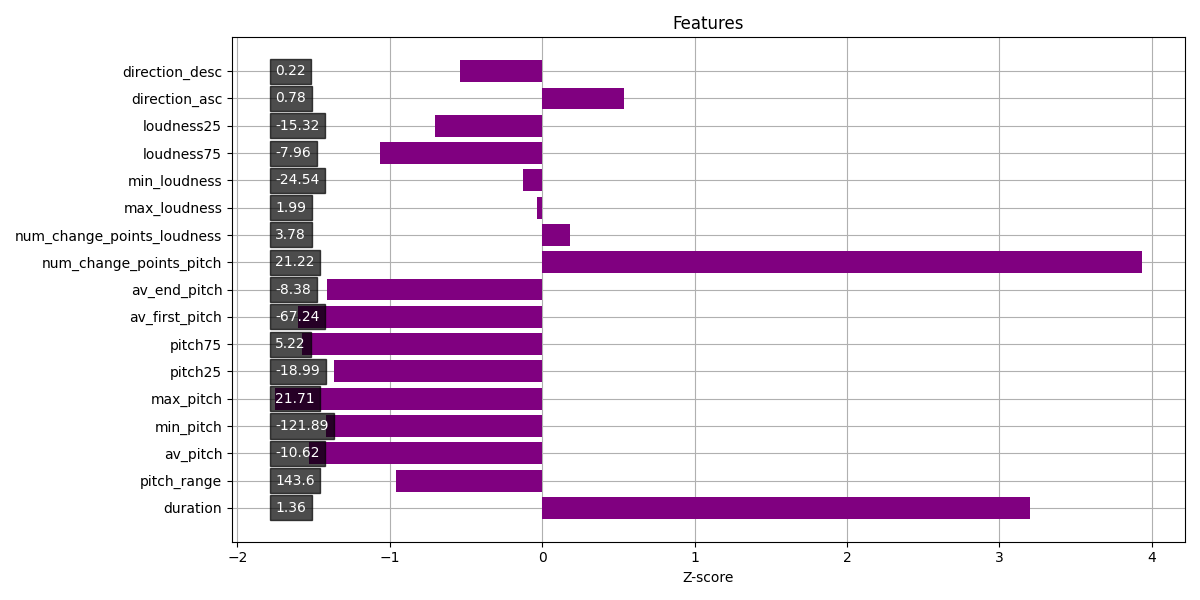 Features
direction_desc 0.22
direction_asc 0.78
loudness25 -15.32
loudness75 -7.96
min_loudness -24.54
max_loudness 1.99
num_change_points_loudness 3.78
num_change_points_pitch 21.22
av_end_pitch -8.38
av_first_pitch -67.24
pitch75 5.22
pitch25 -18.99
max_pitch 21.71
min_pitch -121.89
av_pitch -10.62
pitch_range 143.6
duration 1.36
−2 −1 0 1 2 3 4
Z-score